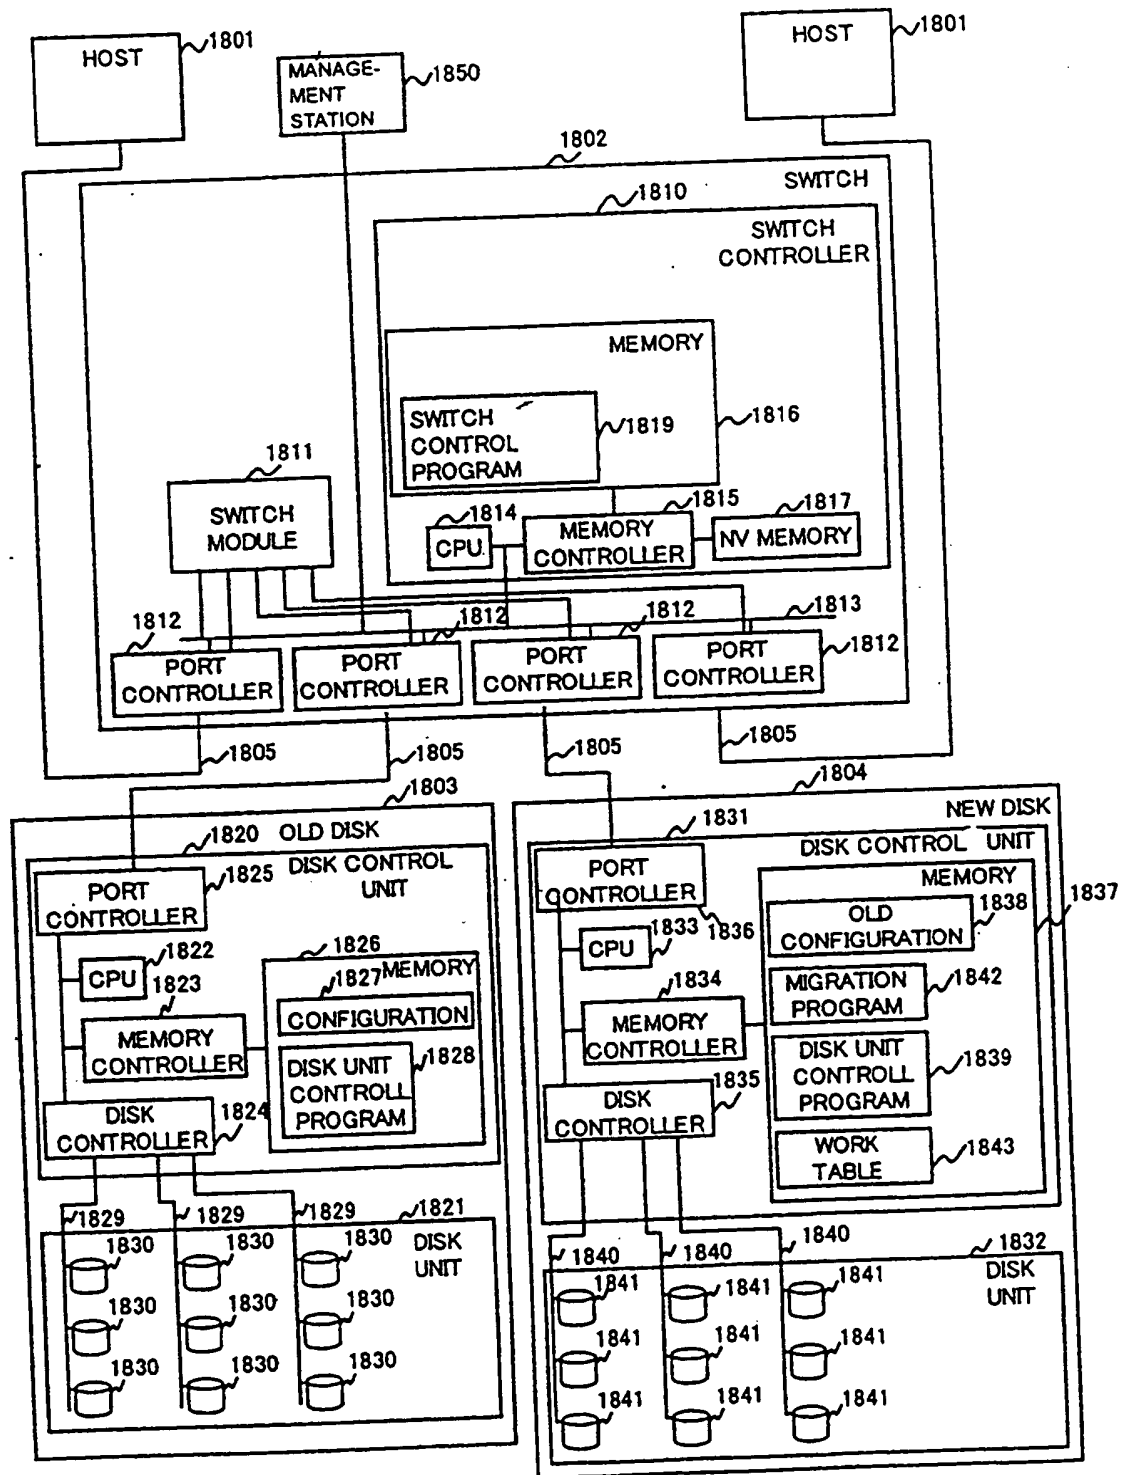 HOST
1801
MANAGE-
MENT
STATION
1850
HOST
1801
1802
SWITCH
1810
SWITCH
CONTROLLER
MEMORY
1816
SWITCH
CONTROL
PROGRAM
1819
1811
SWITCH
MODULE
1814
CPU
1815
MEMORY
CONTROLLER
1817
NV MEMORY
1813
1812
PORT
CONTROLLER
1812
PORT
CONTROLLER
1812
PORT
CONTROLLER
1812
PORT
CONTROLLER
1805
1805
1805
1805
1803
OLD DISK
1820
DISK CONTROL
UNIT
PORT
CONTROLLER
1825
CPU
1822
1823
MEMORY
CONTROLLER
1826
MEMORY
1827
CONFIGURATION
DISK UNIT
CONTROLL
PROGRAM
1828
DISK
CONTROLLER
1824
1829
1829
1829
1821
DISK
UNIT
1830
1830
1830
1830
1830
1830
1830
1830
1830
1804
NEW DISK
1831
DISK CONTROL
UNIT
PORT
CONTROLLER
1836
CPU
1833
1834
MEMORY
CONTROLLER
MEMORY
1837
OLD
CONFIGURATION
1838
MIGRATION
PROGRAM
1842
DISK UNIT
CONTROLL
PROGRAM
1839
WORK
TABLE
1843
DISK
CONTROLLER
1835
1840
1840
1840
1832
DISK
UNIT
1841
1841
1841
1841
1841
1841
1841
1841
1841